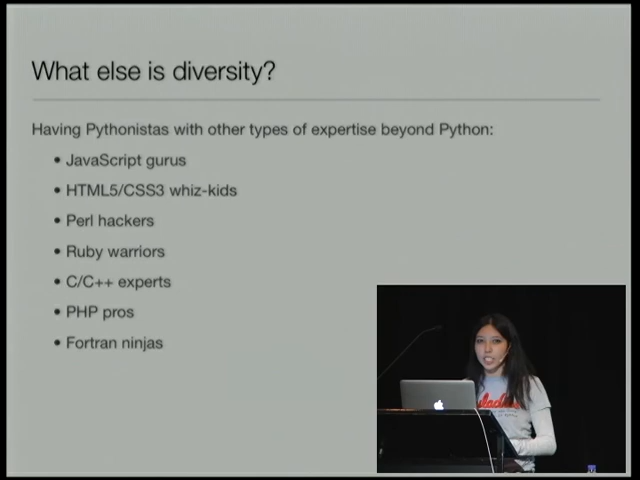 What else is diversity?
Having Pythonistas with other types of expertise beyond Python:
• JavaScript gurus
• HTML5/CSS3 whiz-kids
• Perl hackers
• Ruby warriors
• C/C++ experts
• PHP pros
• Fortran ninjas